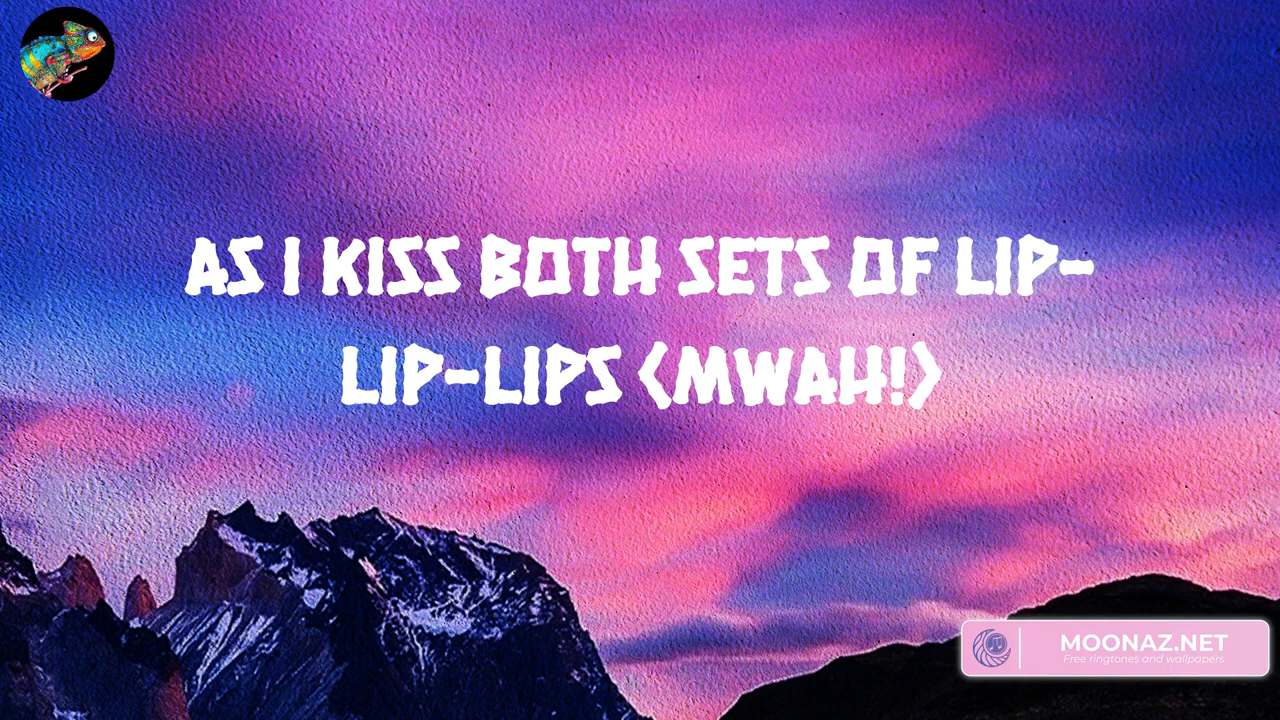 AS I KISS BOTH SETS OF LIP-
LIP-LIPS (MWAH!)
MOONAZ.NET
Free ringtones and wallpapers